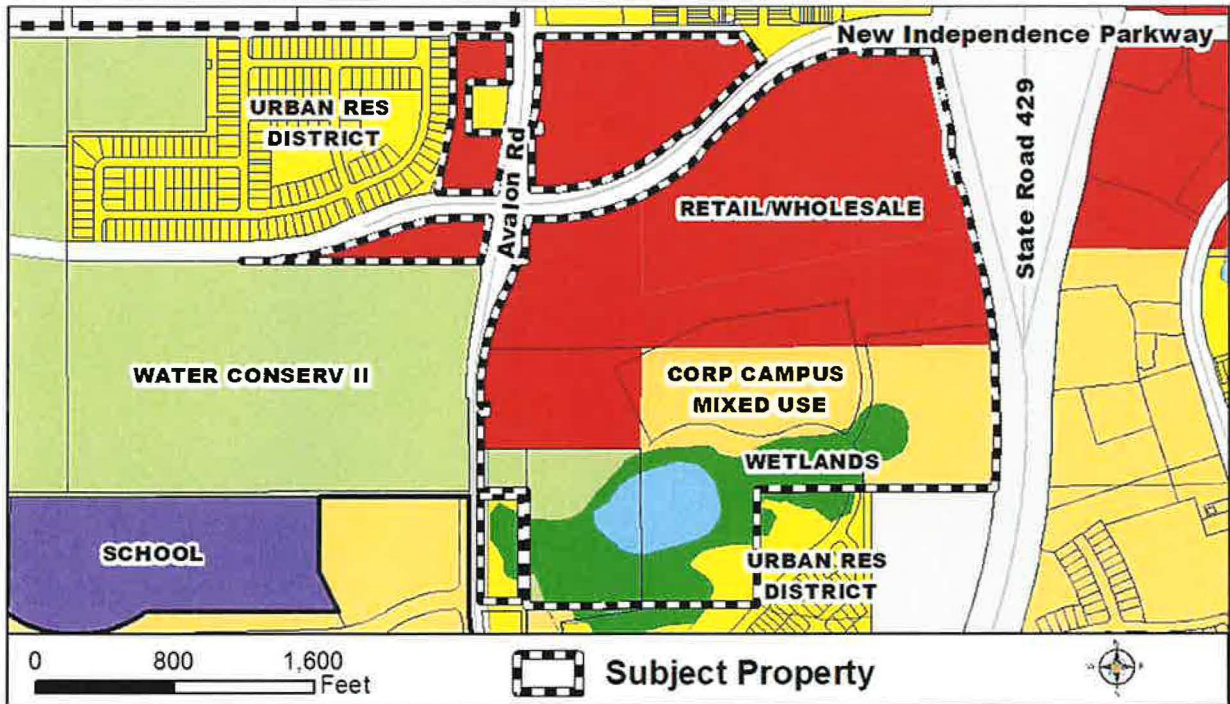 New Independence Parkway
URBAN RES
DISTRICT
Avalon Rd
State Road 429
RETAIL/WHOLESALE
WATER CONSERV II
CORP CAMPUS
MIXED USE
WETLANDS
SCHOOL
URBAN RES
DISTRICT
0 800 1,600
Feet
Subject Property